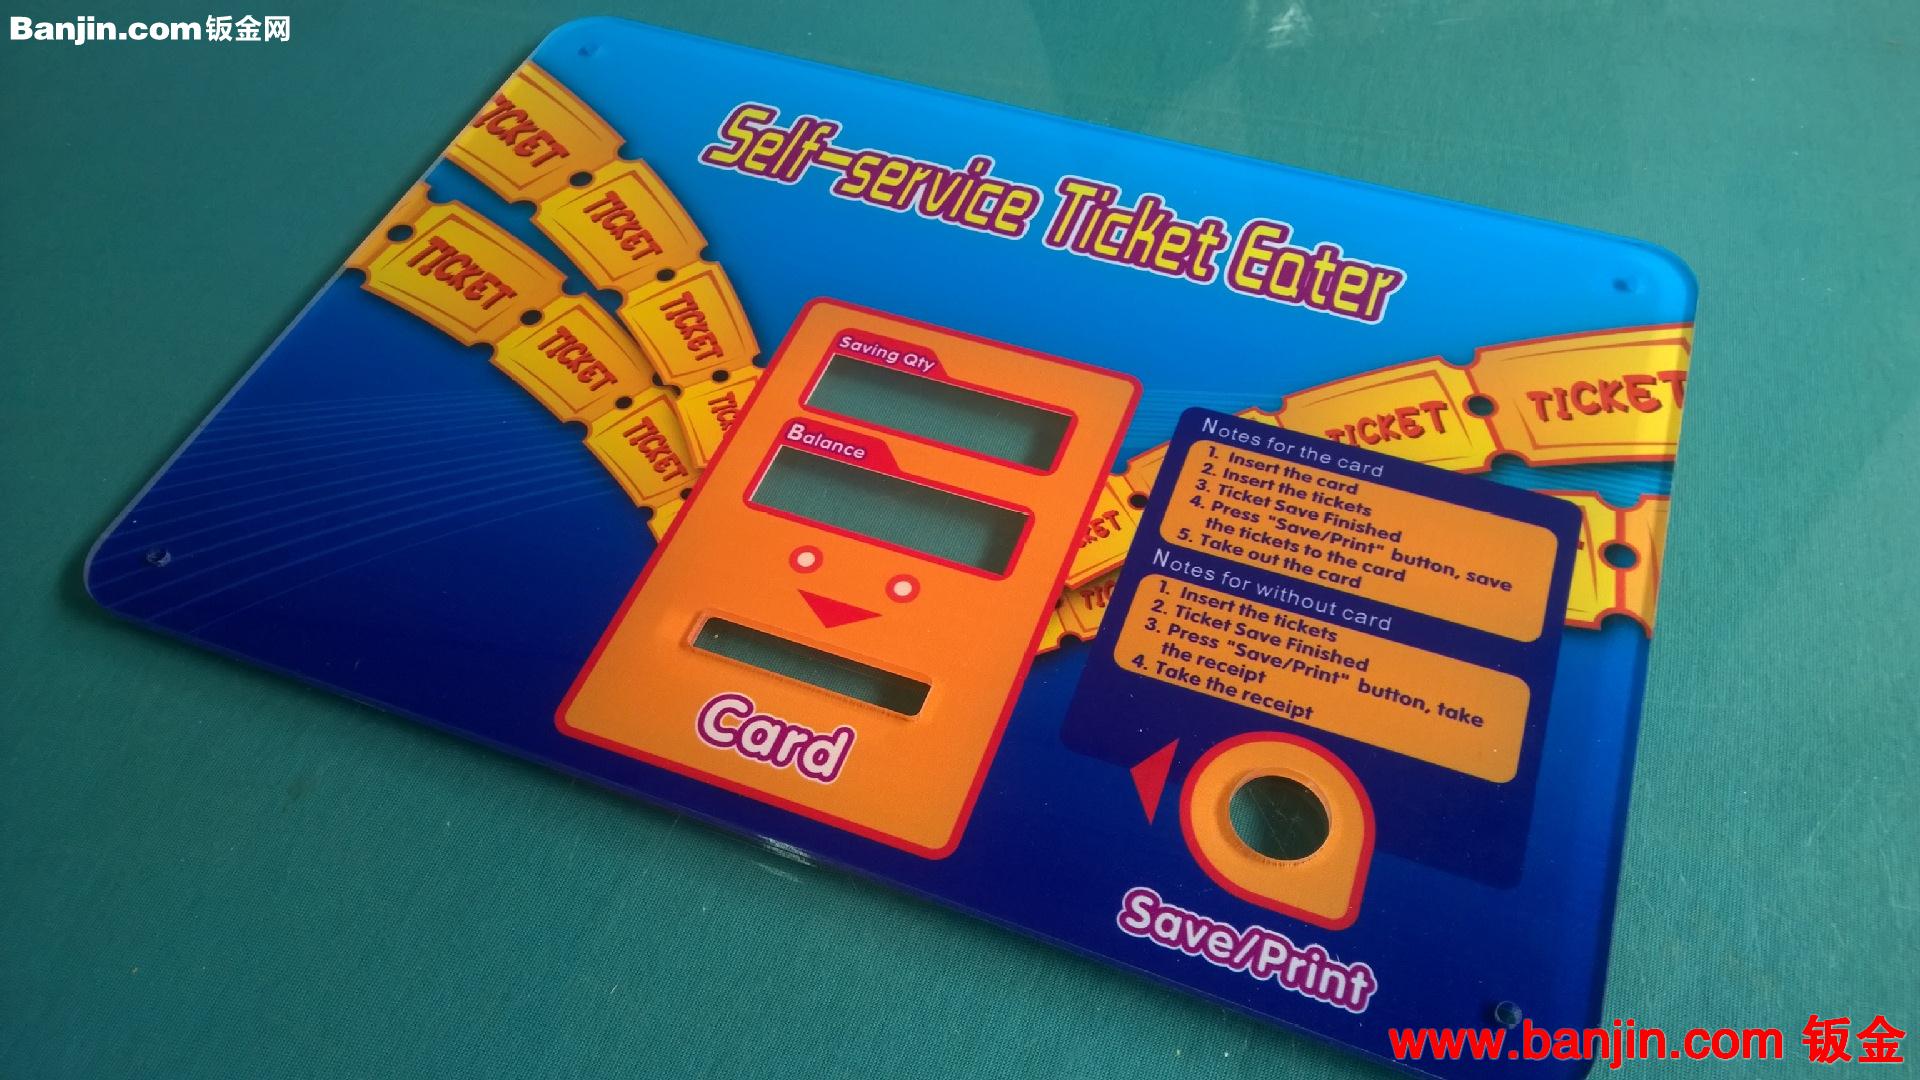 Banjin.com钣金网
Self-service Ticket Eater
TICKET
TICKET
TICKET
TICKET
TICKET
TICKET
TICKET
TICKET
Saving Qty
Balance
Card
Notes for the card
1. Insert the card
2. Insert the tickets
3. Ticket Save Finished
4. Press "Save/Print" button, save
the tickets to the card
5. Take out the card
Notes for without card
1. Insert the tickets
2. Ticket Save Finished
3. Press "Save/Print" button, take
the receipt
4. Take the receipt
Save/Print
www.banjin.com 钣金